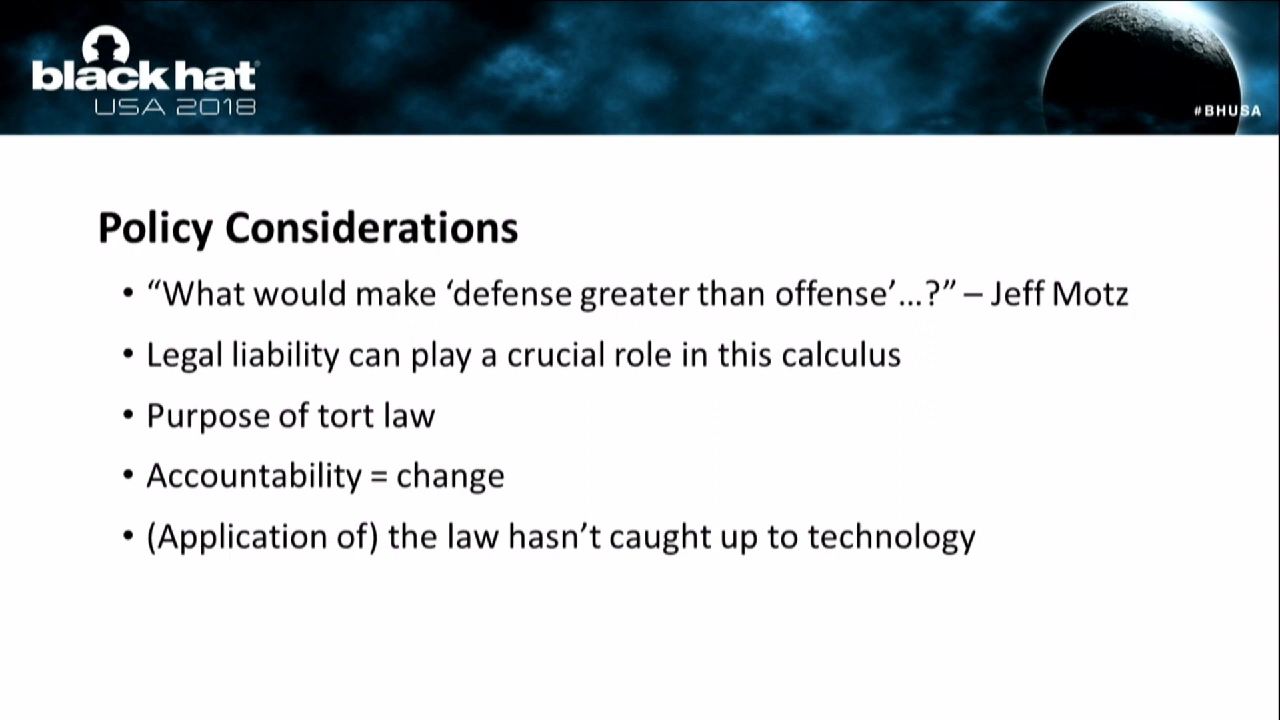 black hat
USA 2018
#BHUSA
Policy Considerations
• “What would make ‘defense greater than offense’…?” – Jeff Motz
• Legal liability can play a crucial role in this calculus
• Purpose of tort law
• Accountability = change
• (Application of) the law hasn’t caught up to technology